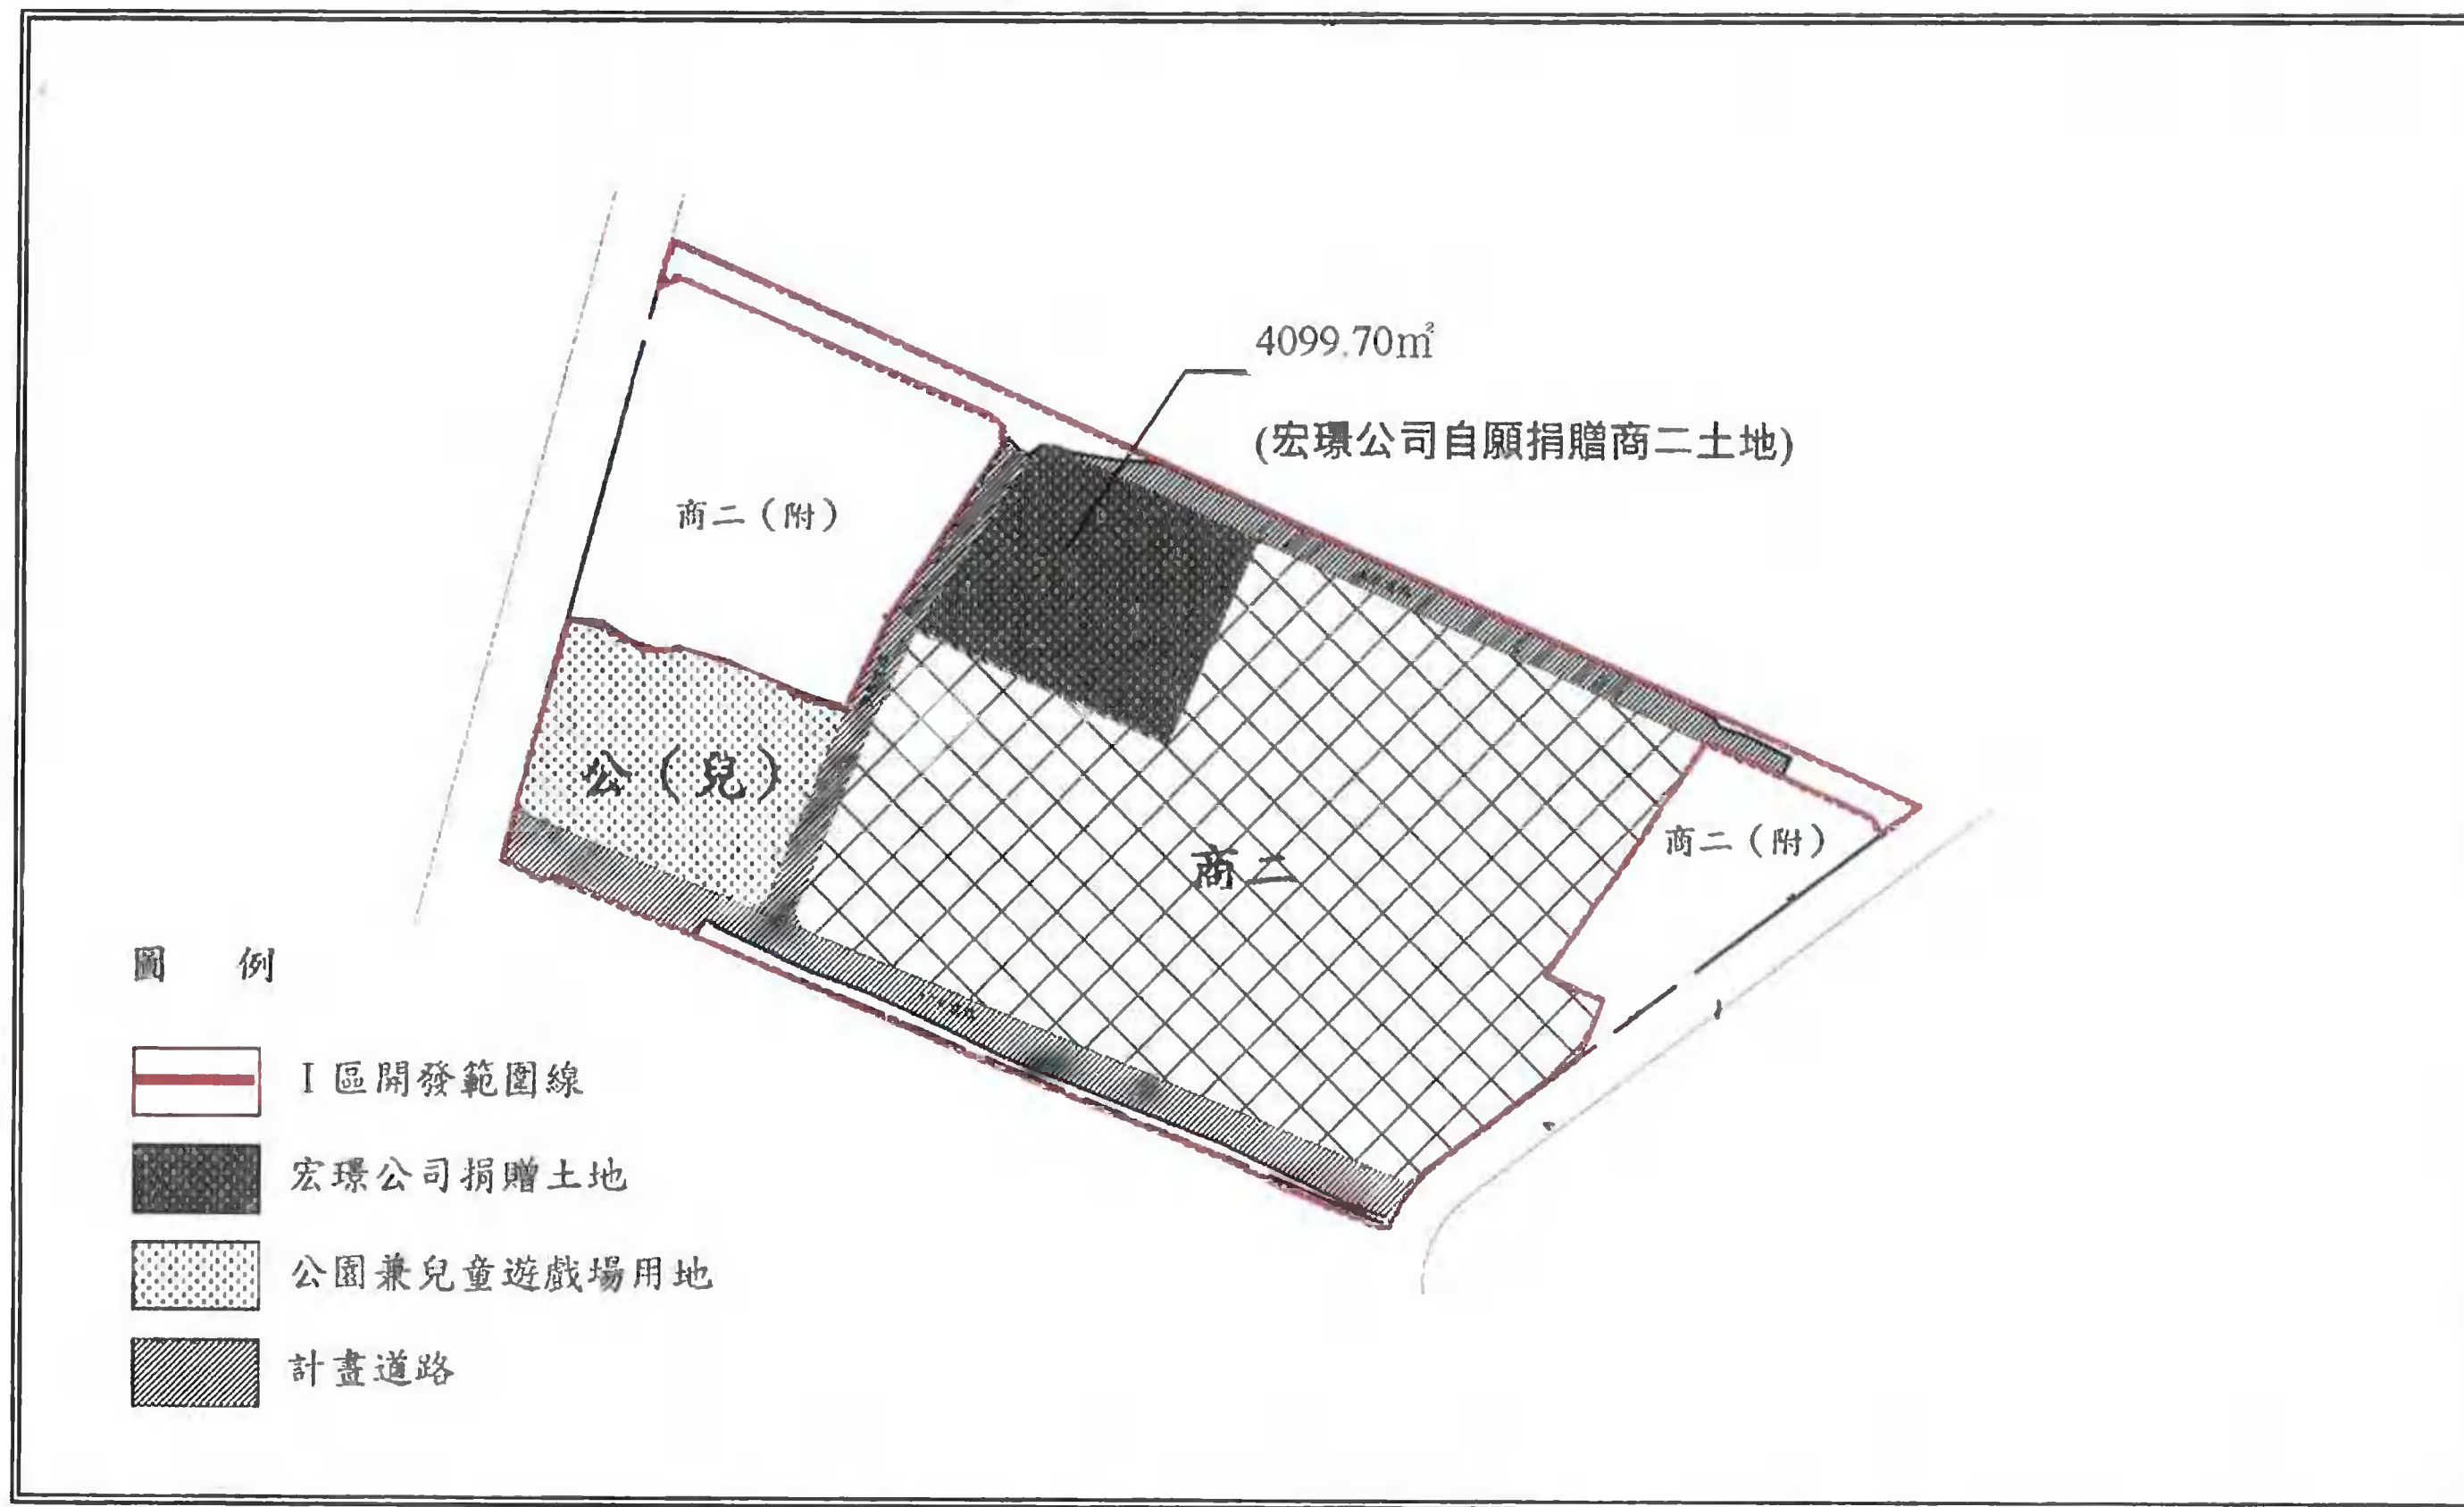 4099.70㎡
(宏璟公司自願捐贈商二土地)
商二（附）
公（兒）
商二
商二（附）
圖 例
I區開發範圍線
宏璟公司捐贈土地
公園兼兒童遊戲場用地
計畫道路